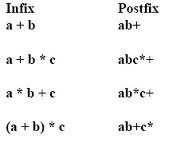 Infix Postfix
a + b ab+
a + b * c abc*+
a * b + c ab*c+
(a + b) * c ab+c*